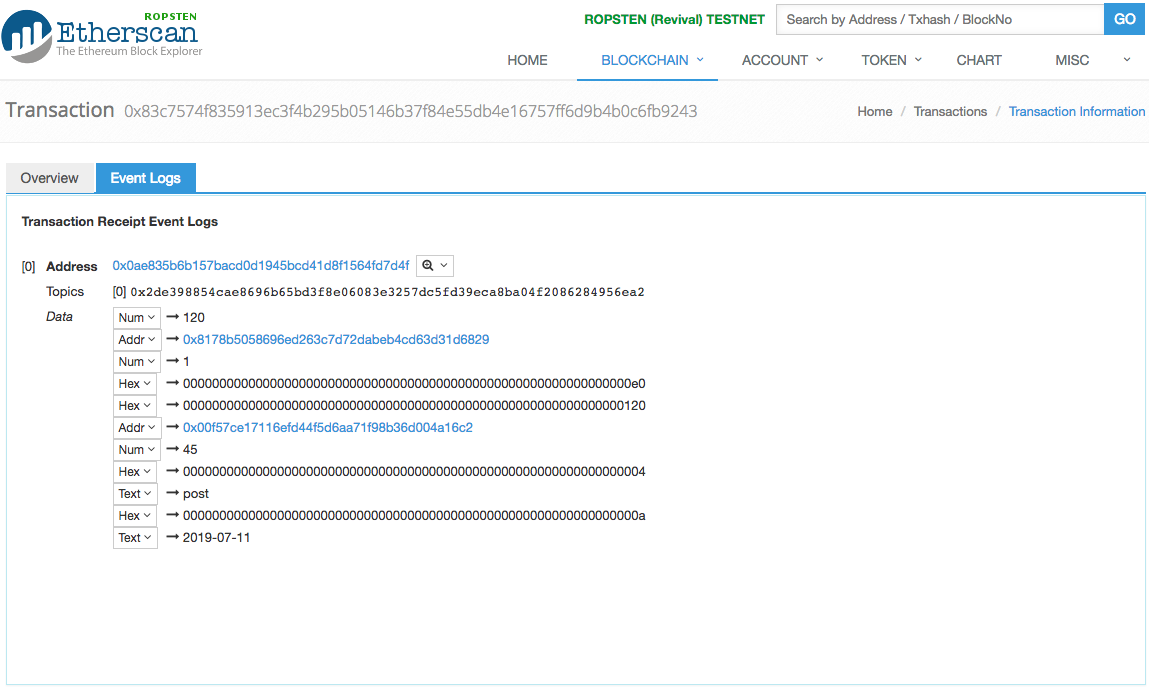 ROPSTEN
Etherscan
The Ethereum Block Explorer
ROPSTEN (Revival) TESTNET
Search by Address / Txhash / BlockNo
GO
HOME BLOCKCHAIN ACCOUNT TOKEN CHART MISC
Transaction 0x83c7574f835913ec3f4b295b05146b37f84e55db4e16757ff6d9b4b0c6fb9243
Home / Transactions / Transaction Information
Overview Event Logs
Transaction Receipt Event Logs
[0] Address 0x0ae835b6b157bacd0d1945bcd41d8f1564fd7d4f
Topics [0] 0x2de398854cae8696b65bd3f8e06083e3257dc5fd39eca8ba04f2086284956ea2
Data
Num → 120
Addr → 0x8178b5058696ed263c7d72dabeb4cd63d31d6829
Num → 1
Hex → 00000000000000000000000000000000000000000000000000000000000000e0
Hex → 0000000000000000000000000000000000000000000000000000000000000120
Addr → 0x00f57ce17116efd44f5d6aa71f98b36d004a16c2
Num → 45
Hex → 0000000000000000000000000000000000000000000000000000000000000004
Text → post
Hex → 000000000000000000000000000000000000000000000000000000000000000a
Text → 2019-07-11